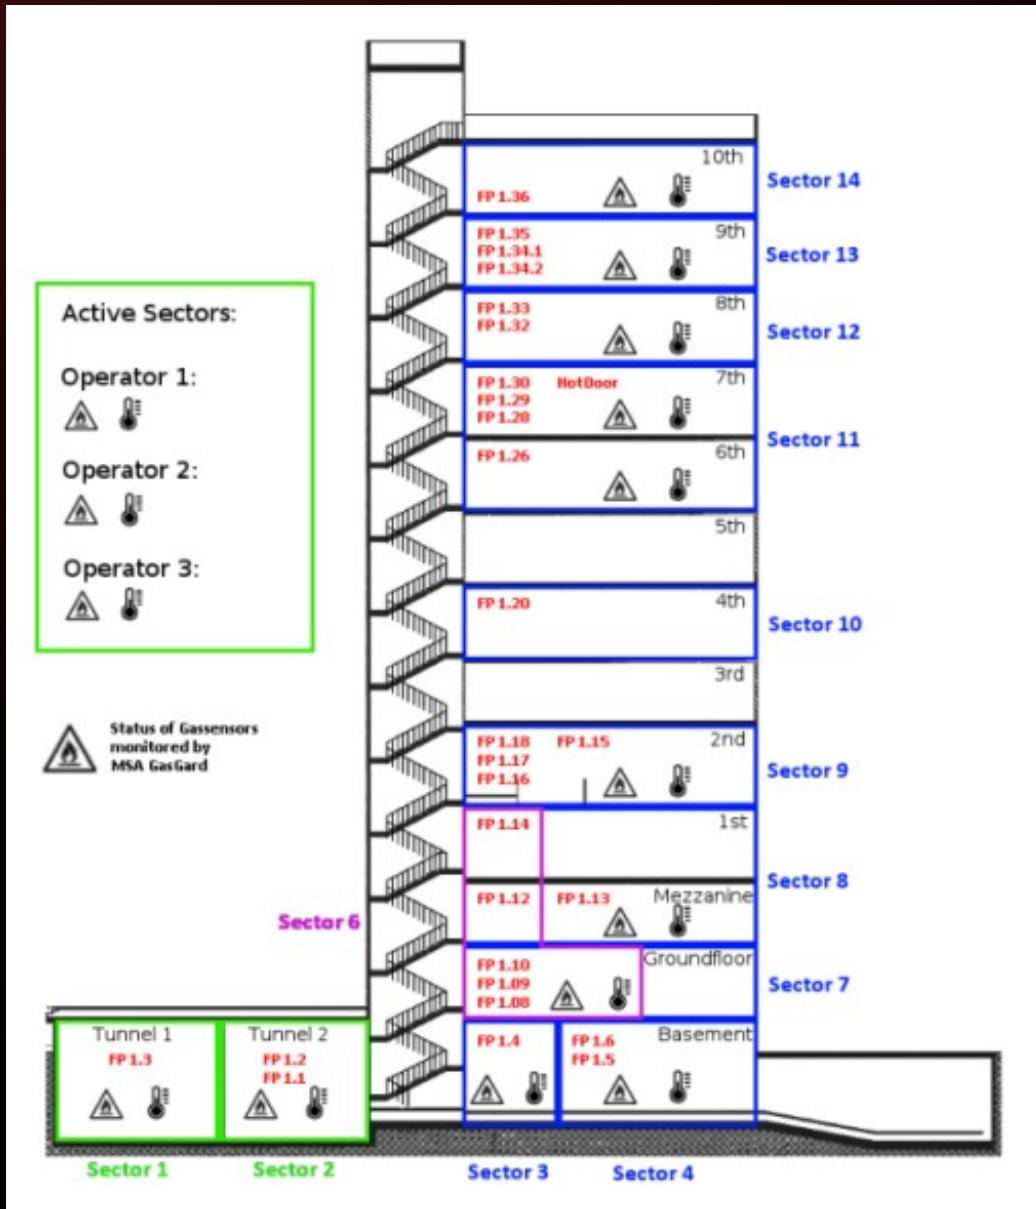 10th
Sector 14
FP 1.36
FP 1.35
9th
FP 1.34.1
Sector 13
FP 1.34.2
Active Sectors:
FP 1.33
8th
FP 1.32
Sector 12
Operator 1:
FP 1.30
HotDoor
7th
FP 1.29
FP 1.28
Sector 11
Operator 2:
FP 1.26
6th
5th
Operator 3:
FP 1.20
4th
Sector 10
3rd
Status of Gassensors
monitored by
MSA GasGard
FP 1.18
FP 1.15
2nd
FP 1.17
FP 1.16
Sector 9
FP 1.14
1st
Sector 8
FP 1.12
FP 1.13
Mezzanine
Sector 6
Groundfloor
FP 1.10
FP 1.09
FP 1.08
Sector 7
Tunnel 1
FP 1.3
Tunnel 2
FP 1.2
FP 1.1
FP 1.4
FP 1.6
FP 1.5
Basement
Sector 1
Sector 2
Sector 3
Sector 4